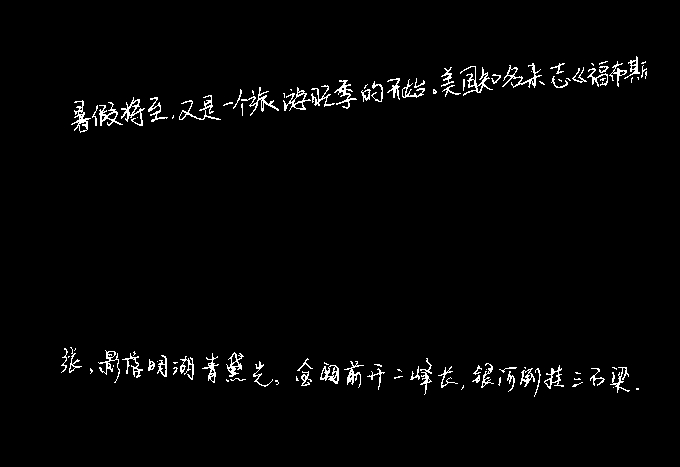 暑假将至,又是一个旅游旺季的开始。美国知名杂志《福布斯
张,影落明湖青黛光。金阙前开二峰长,银河倒挂三石梁.